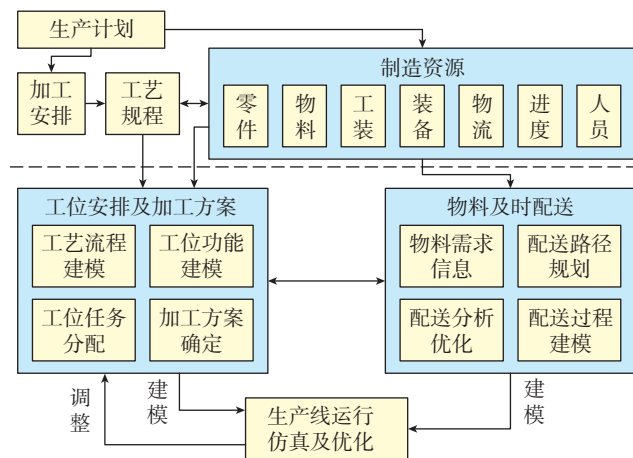 生产计划
加工
安排
工艺
规程
制造资源
零件
物料
工装
装备
物流
进度
人员
工位安排及加工方案
工艺流程
建模
工位功能
建模
工位任务
分配
加工方案
确定
物料及时配送
物料需求
信息
配送路径
规划
配送分析
优化
配送过程
建模
调整
建模
生产线运行
仿真及优化
建模